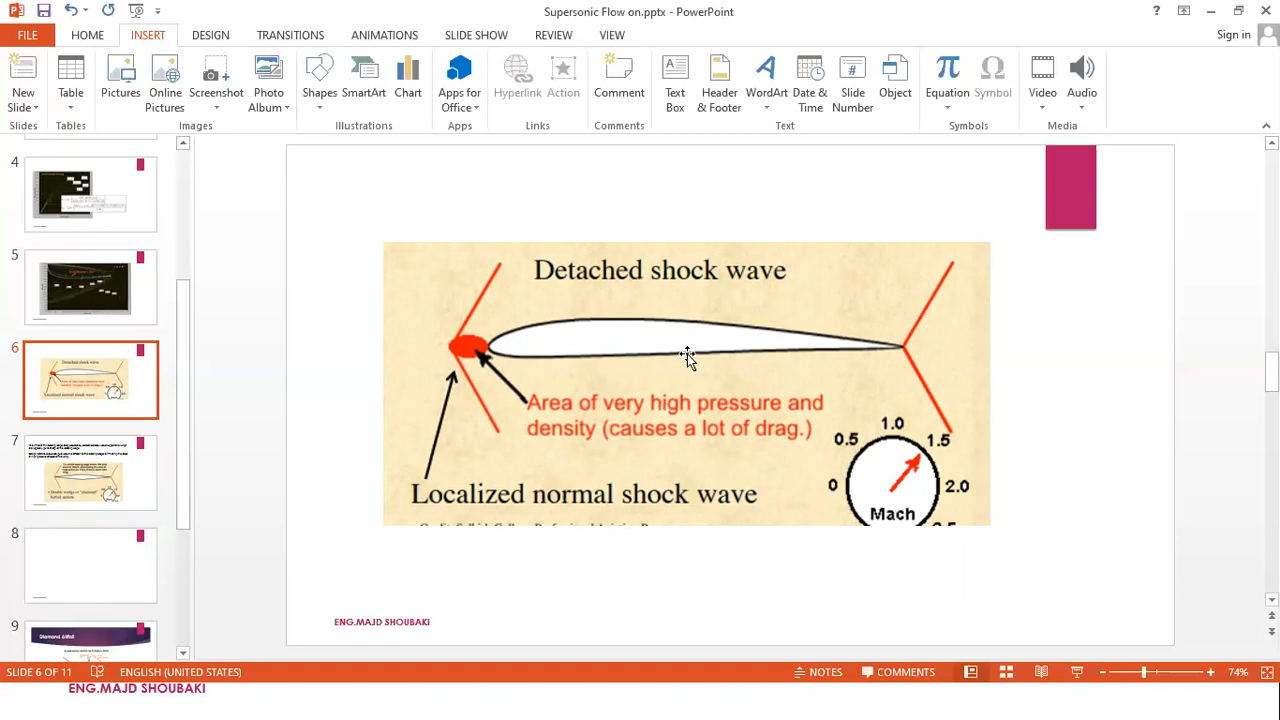 Supersonic Flow on.pptx - PowerPoint
?
FILE HOME INSERT DESIGN TRANSITIONS ANIMATIONS SLIDE SHOW REVIEW VIEW
Sign in
New Slide
Table
Pictures
Online Pictures
Screenshot
Photo Album
Shapes
SmartArt
Chart
Apps for Office
Hyperlink
Action
Comment
Text Box
Header & Footer
WordArt
Date & Time
Slide Number
Object
Equation
Symbol
Video
Audio
Slides Tables Images Illustrations Apps Links Comments Text Symbols Media
4
5
6
7
8
9
Diamond Airfoil
Detached shock wave
Area of very high pressure and
density (causes a lot of drag.)
Localized normal shock wave
0 0.5 1.0 1.5 2.0
Mach
ENG.MAJD SHOUBAKI
SLIDE 6 OF 11 ENGLISH (UNITED STATES) NOTES COMMENTS 74%
ENG.MAJD SHOUBAKI